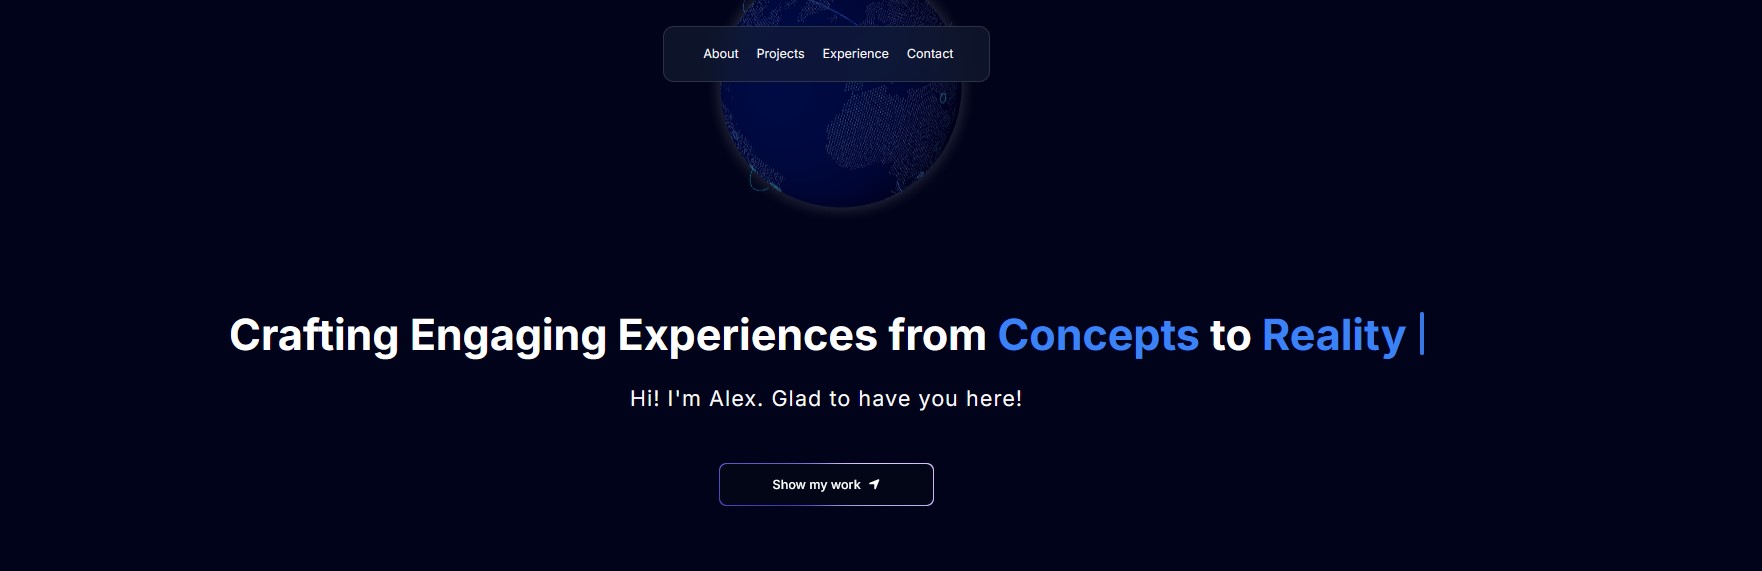 About Projects Experience Contact
Crafting Engaging Experiences from Concepts to Reality
Hi! I'm Alex. Glad to have you here!
Show my work